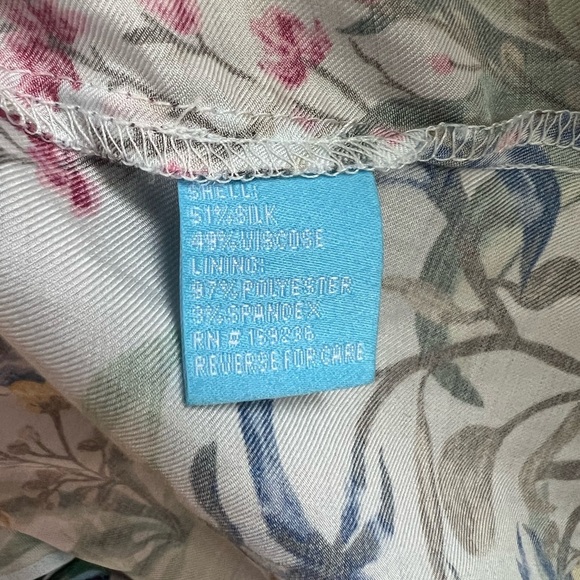 SHELL:
51%SILK
49%VISCOSE
LINING:
97%POLYESTER
3%SPANDEX
RN # 159236
REVERSE FOR CARE